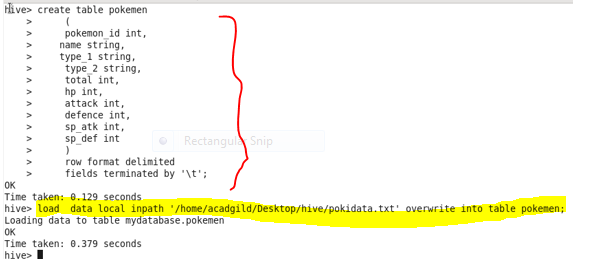 hive> create table pokemen
> (
> pokemon_id int,
> name string,
> type_1 string,
> type_2 string,
> total int,
> hp int,
> attack int,
> defence int,
> sp_atk int,
> sp_def int
> )
> row format delimited
> fields terminated by '\t';
OK
Time taken: 0.129 seconds
hive> load  data local inpath '/home/acadgild/Desktop/hive/pokidata.txt' overwrite into table pokemen;
Loading data to table mydatabase.pokemen
OK
Time taken: 0.379 seconds
hive>
Rectangular Snip